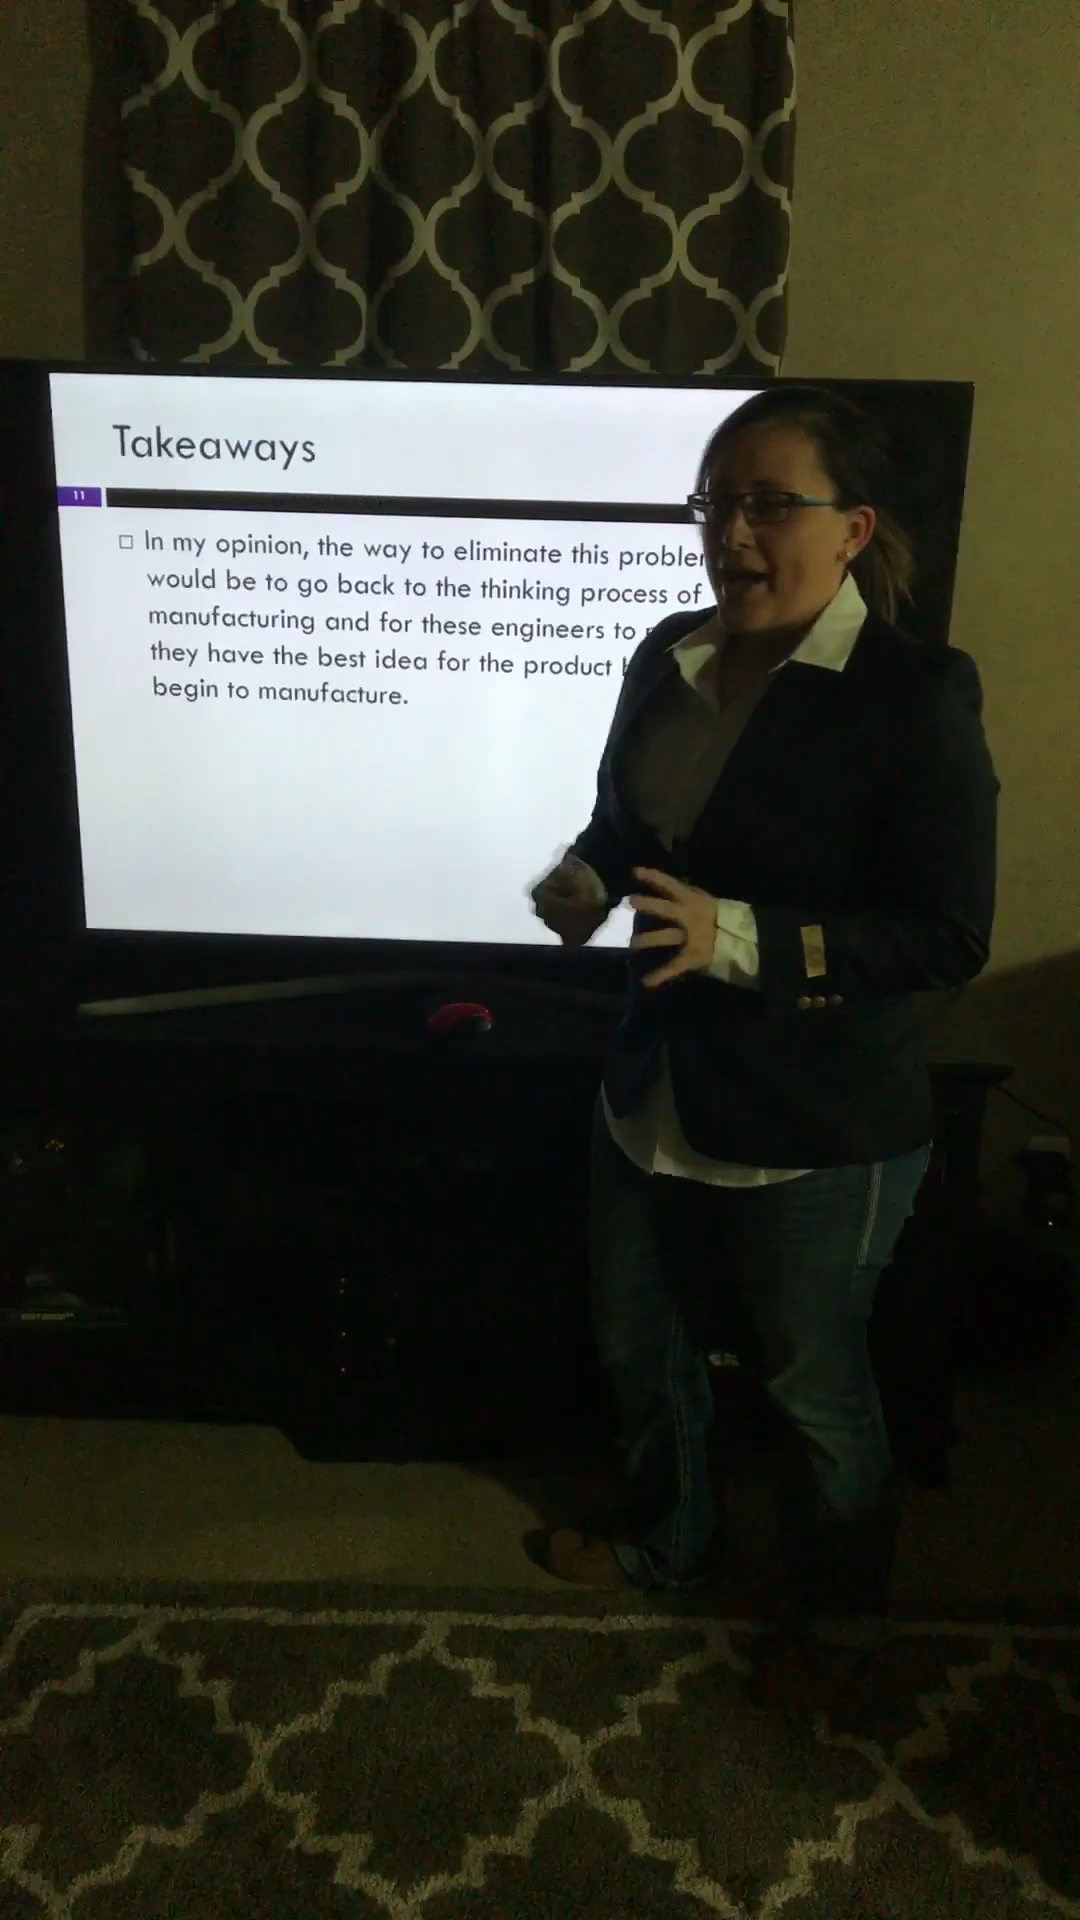 Takeaways
11
In my opinion, the way to eliminate this
would be to go back to the thinking process of
manufacturing and for these engineers to
they have the best idea for the product
begin to manufacture.